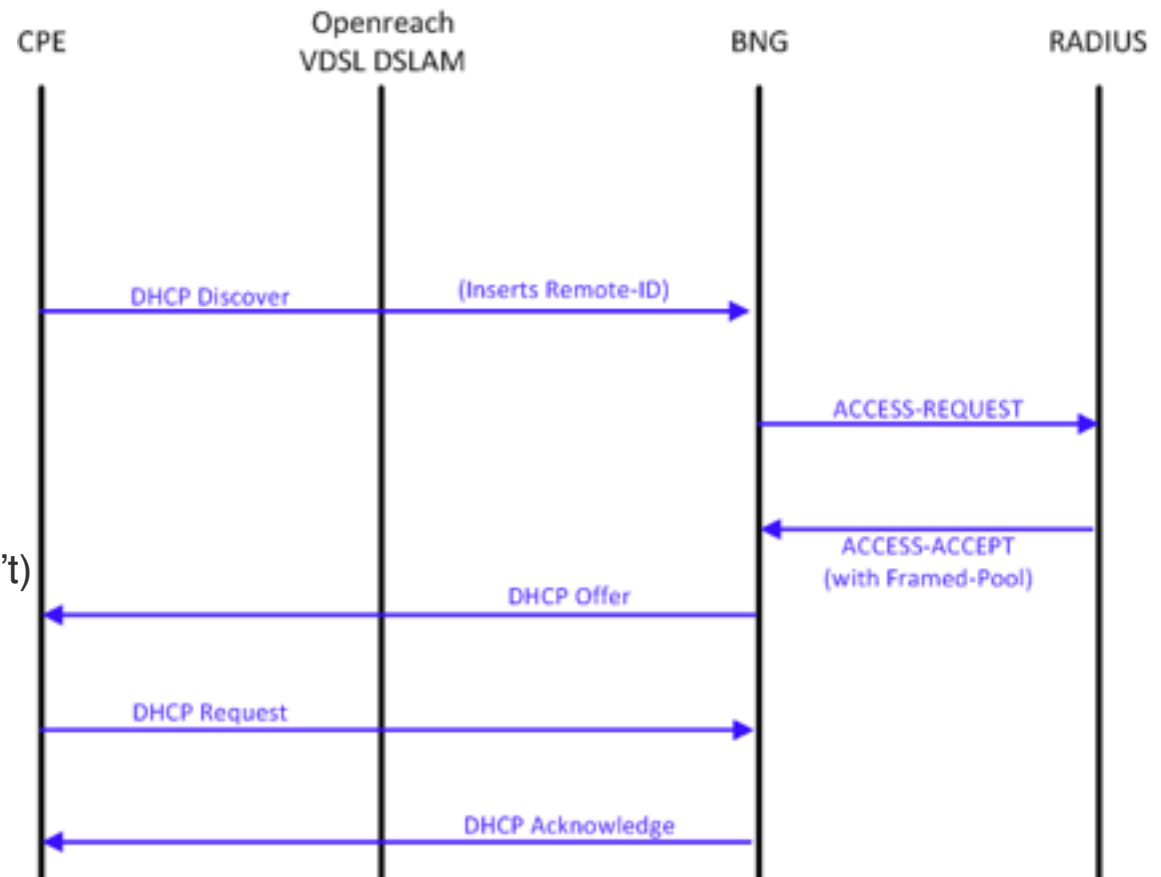 CPE
Openreach
VDSL DSLAM
BNG
RADIUS
DHCP Discover
(Inserts Remote-ID)
ACCESS-REQUEST
ACCESS-ACCEPT
(with Framed-Pool)
't)
DHCP Offer
DHCP Request
DHCP Acknowledge